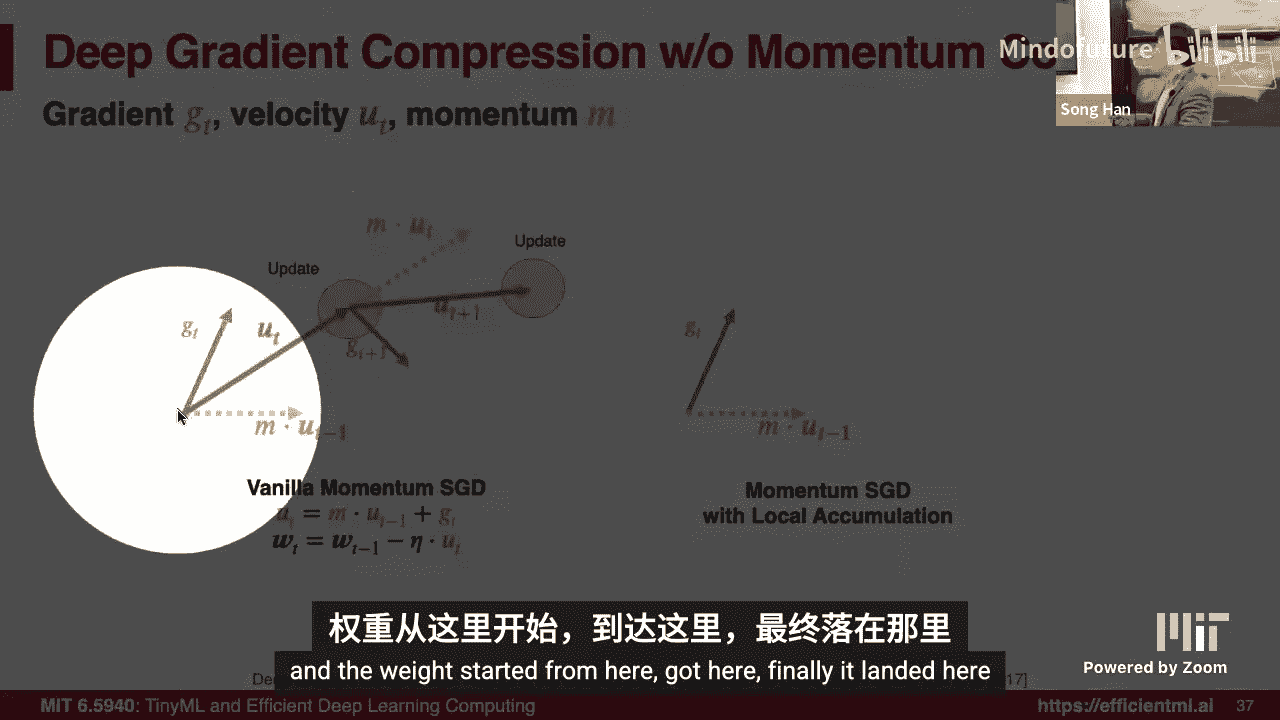 Deep Gradient Compression w/o Momentum
Mindofuture bilibili
Song Han
Gradient gt, velocity ut, momentum m
m · ut
Update
Update
gt
ut
ut+1
gt+1
m · ut−1
gt
m · ut−1
Vanilla Momentum SGD
ut = m · ut−1 + gt
wt = wt−1 − η · ut
Momentum SGD
with Local Accumulation
权重从这里开始，到达这里，最终落在那里
and the weight started from here, got here, finally it landed here
MIT
Powered by Zoom
17]
MIT 6.5940: TinyML and Efficient Deep Learning Computing
https://efficientml.ai
37